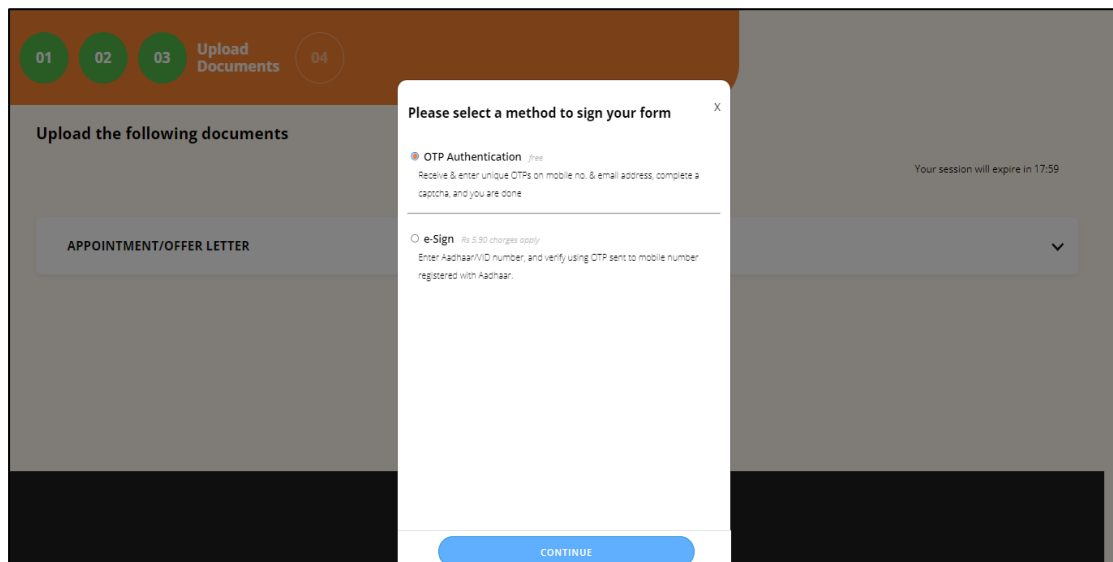 01
02
03
Upload
Documents
04
Upload the following documents
Your session will expire in 17:59
APPOINTMENT/OFFER LETTER
Please select a method to sign your form
X
OTP Authentication free
Receive & enter unique OTPs on mobile no. & email address, complete a
captcha, and you are done
e-Sign Rs 5.90 charges apply
Enter Aadhaar/VID number, and verify using OTP sent to mobile number
registered with Aadhaar.
CONTINUE